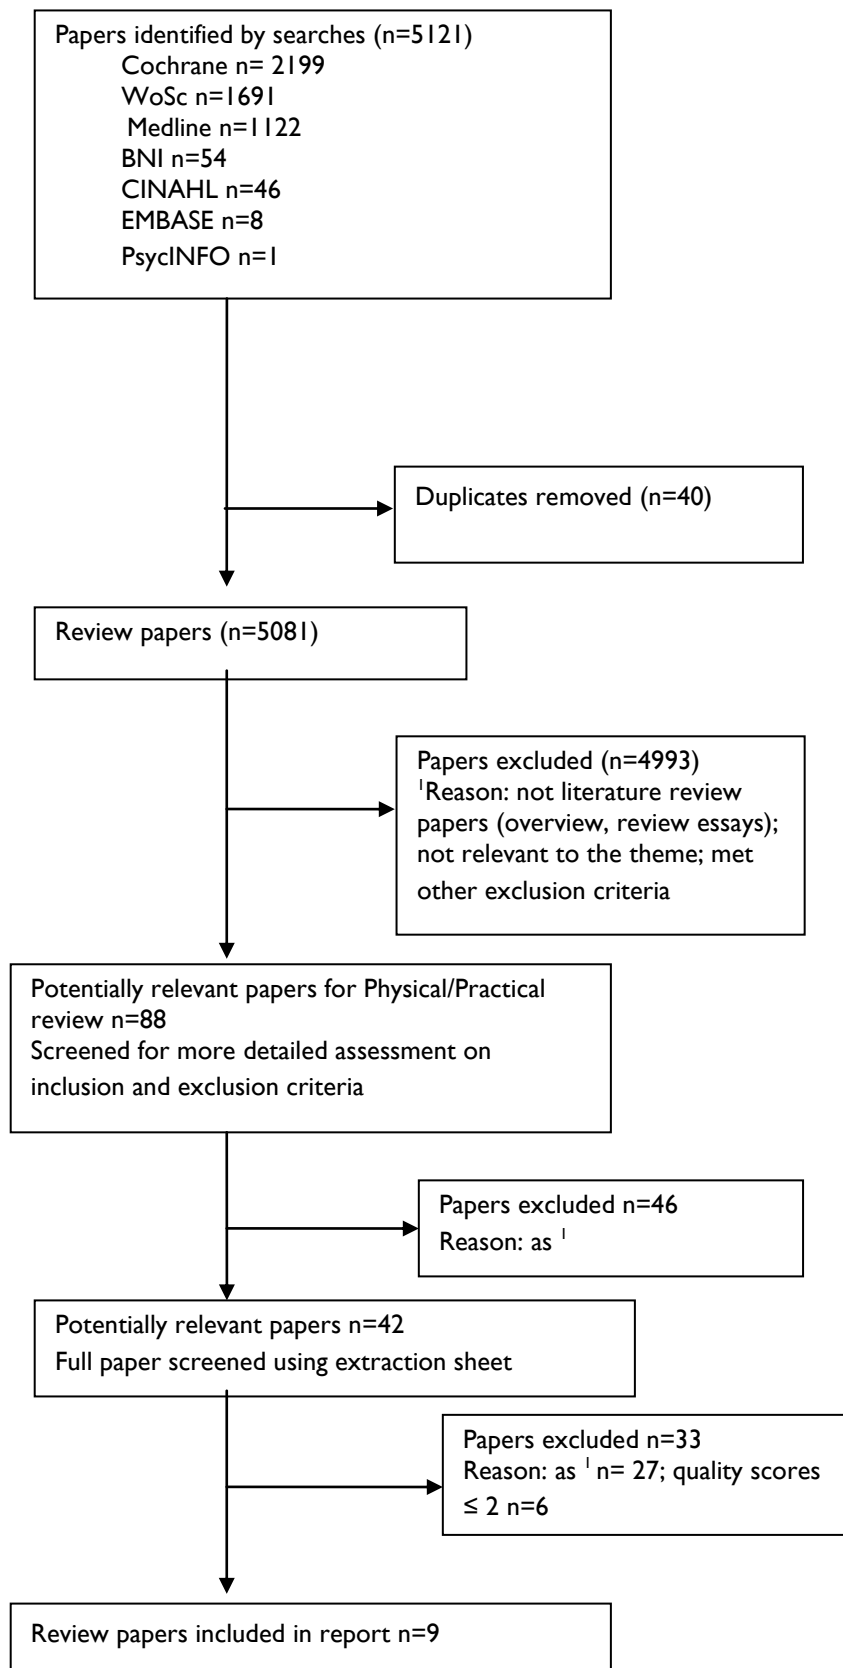 Papers identified by searches (n=5121)
Cochrane n= 2199
WoSc n=1691
Medline n=1122
BNI n=54
CINAHL n=46
EMBASE n=8
PsycINFO n=1
Duplicates removed (n=40)
Review papers (n=5081)
Papers excluded (n=4993)
¹Reason: not literature review
papers (overview, review essays);
not relevant to the theme; met
other exclusion criteria
Potentially relevant papers for Physical/Practical
review n=88
Screened for more detailed assessment on
inclusion and exclusion criteria
Papers excluded n=46
Reason: as ¹
Potentially relevant papers n=42
Full paper screened using extraction sheet
Papers excluded n=33
Reason: as ¹ n= 27; quality scores
≤ 2 n=6
Review papers included in report n=9